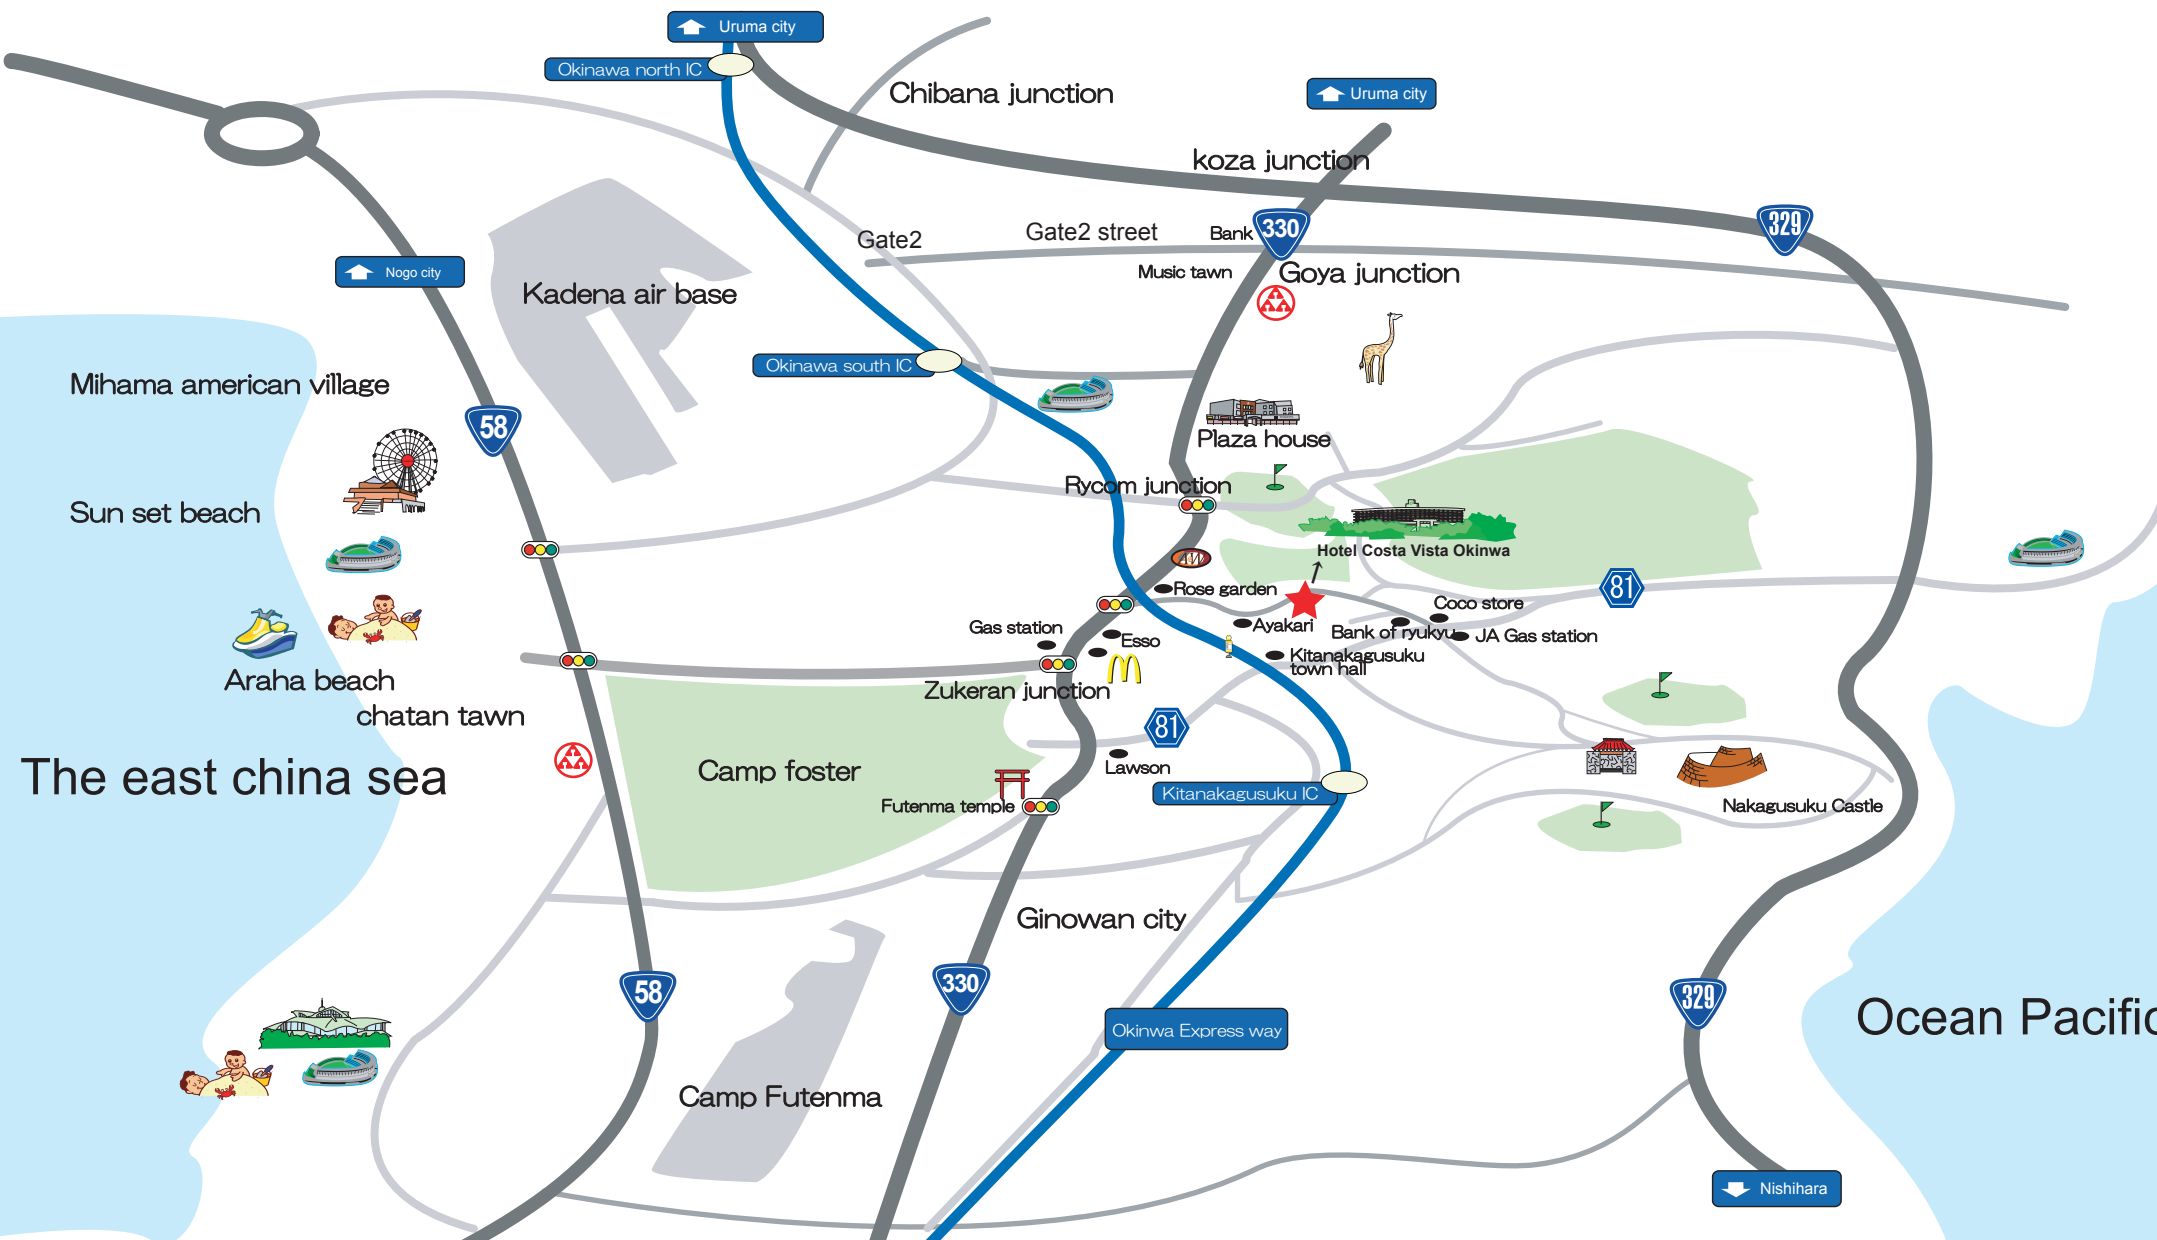 Uruma city
Okinawa north IC
Chibana junction
Uruma city
koza junction
Gate2
Gate2 street
Bank
330
329
Music tawn
Goya junction
Nogo city
Kadena air base
Okinawa south IC
Mihama american village
58
Plaza house
Sun set beach
Rycom junction
Hotel Costa Vista Okinwa
A&W
Rose garden
81
Coco store
Gas station
Esso
Ayakari
Bank of ryukyu
JA Gas station
Kitanakagusuku
town hall
Araha beach
Zukeran junction
chatan tawn
81
The east china sea
Camp foster
Lawson
Futenma temple
Kitanakagusuku IC
Nakagusuku Castle
Ginowan city
58
330
329
Okinwa Express way
Ocean Pacific
Camp Futenma
Nishihara